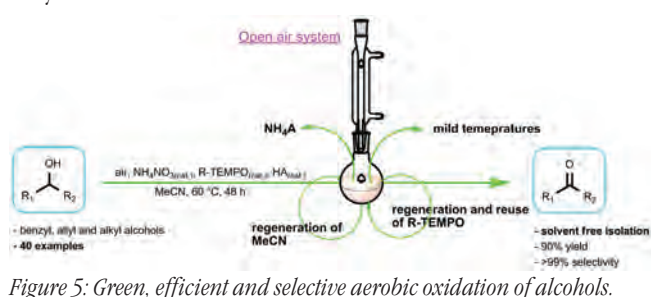 Open air system
NH₄A
mild temepratures
OH
R₁ R₂
air, NH₄NO₃(cat.), R-TEMPO(cat.), HA(cat.)
MeCN, 60 °C, 48 h
O
R₁ R₂
regeneration of
MeCN
regeneration and reuse
of R-TEMPO
- benzyl, allyl and alkyl alcohols
- 40 examples
- solvent free isolation
- 90% yield
- >99% selectivity
Figure 5: Green, efficient and selective aerobic oxidation of alcohols.